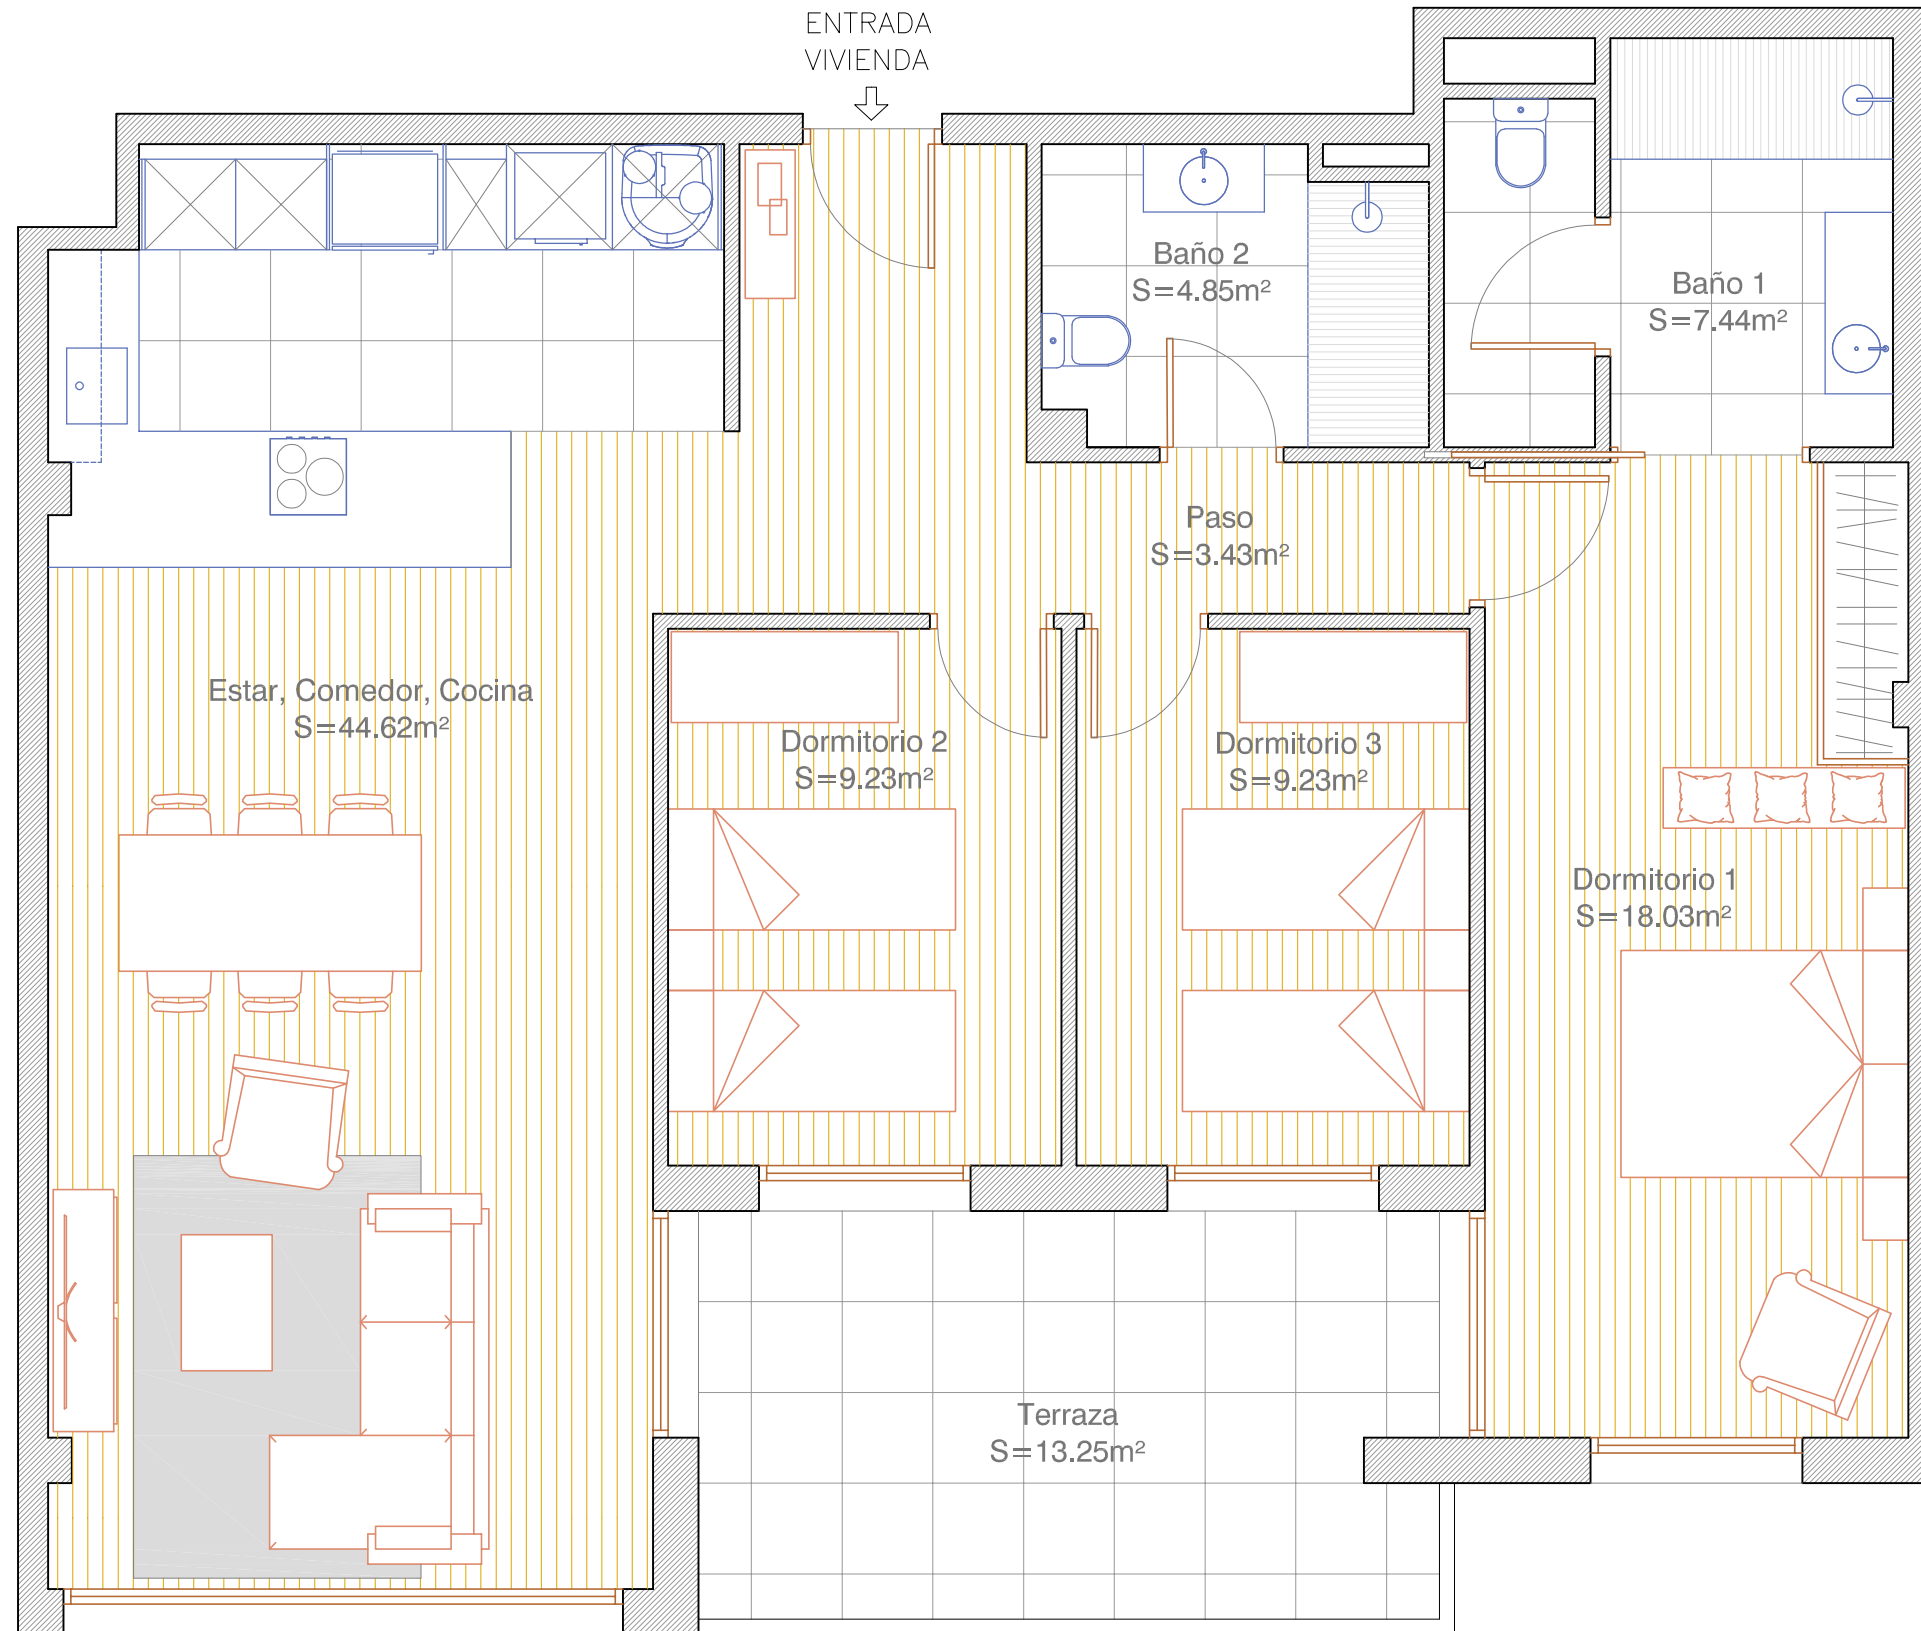 ENTRADA
VIVIENDA
Baño 2
S=4.85m²
Baño 1
S=7.44m²
Paso
S=3.43m²
Estar, Comedor, Cocina
S=44.62m²
Dormitorio 2
S=9.23m²
Dormitorio 3
S=9.23m²
Dormitorio 1
S=18.03m²
Terraza
S=13.25m²